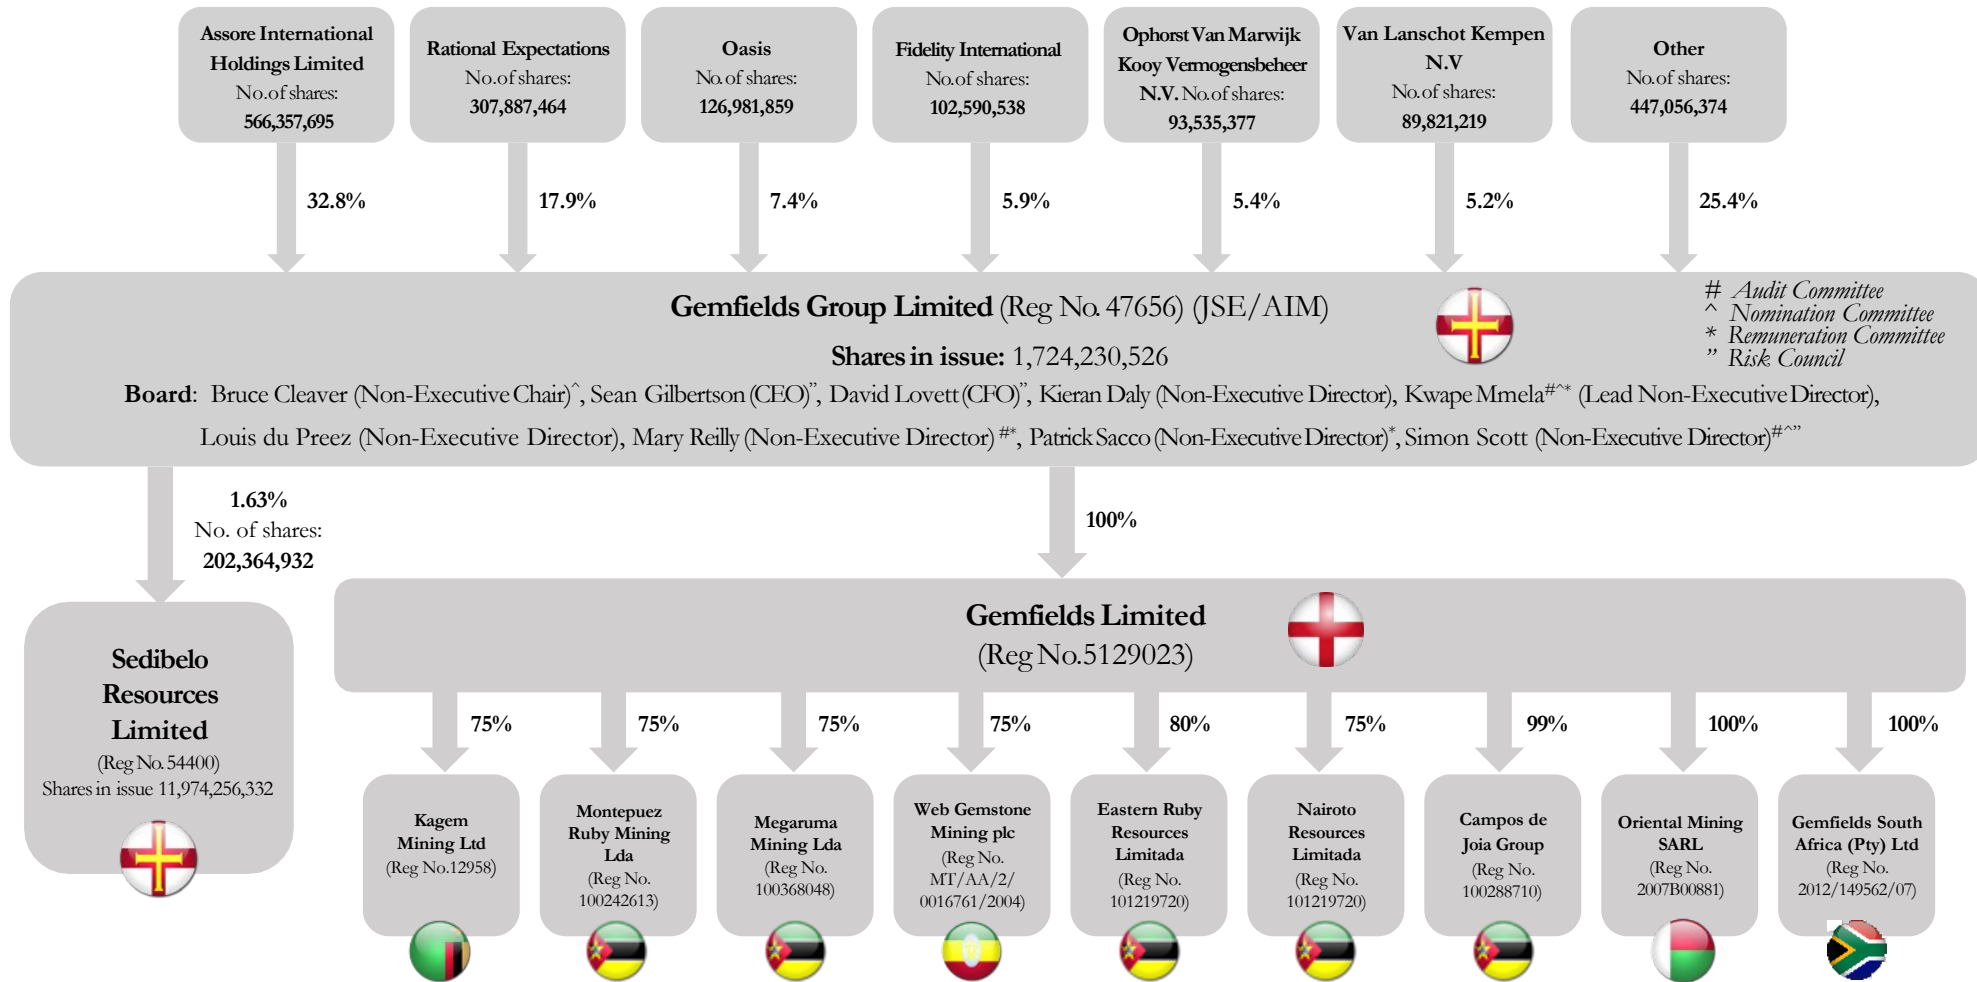 Assore International
Holdings Limited
No.of shares:
566,357,695
Rational Expectations
No.of shares:
307,887,464
Oasis
No.of shares:
126,981,859
Fidelity International
No.of shares:
102,590,538
Ophorst Van Marwijk
Kooy Vermogensbeheer
N.V. No.of shares:
93,535,377
Van Lanschot Kempen
N.V
No.of shares:
89,821,219
Other
No.of shares:
447,056,374
32.8%
17.9%
7.4%
5.9%
5.4%
5.2%
25.4%
Gemfields Group Limited (Reg No. 47656) (JSE/AIM)
Shares in issue: 1,724,230,526
# Audit Committee
^ Nomination Committee
* Remuneration Committee
” Risk Council
Board: Bruce Cleaver (Non-Executive Chair)^, Sean Gilbertson (CEO)”, David Lovett (CFO)”, Kieran Daly (Non-Executive Director), Kwape Mmela#^* (Lead Non-Executive Director),
Louis du Preez (Non-Executive Director), Mary Reilly (Non-Executive Director) #*, Patrick Sacco (Non-Executive Director)*, Simon Scott (Non-Executive Director)#^”
1.63%
No. of shares:
202,364,932
100%
Sedibelo
Resources
Limited
(Reg No. 54400)
Shares in issue 11,974,256,332
Gemfields Limited
(Reg No.5129023)
75%
75%
75%
75%
80%
75%
99%
100%
100%
Kagem
Mining Ltd
(Reg No.12958)
Montepuez
Ruby Mining
Lda
(Reg No.
100242613)
Megaruma
Mining Lda
(Reg No.
100368048)
Web Gemstone
Mining plc
(Reg No.
MT/AA/2/
0016761/2004)
Eastern Ruby
Resources
Limitada
(Reg No.
101219720)
Nairoto
Resources
Limitada
(Reg No.
101219720)
Campos de
Joia Group
(Reg No.
100288710)
Oriental Mining
SARL
(Reg No.
2007B00881)
Gemfields South
Africa (Pty) Ltd
(Reg No.
2012/149562/07)